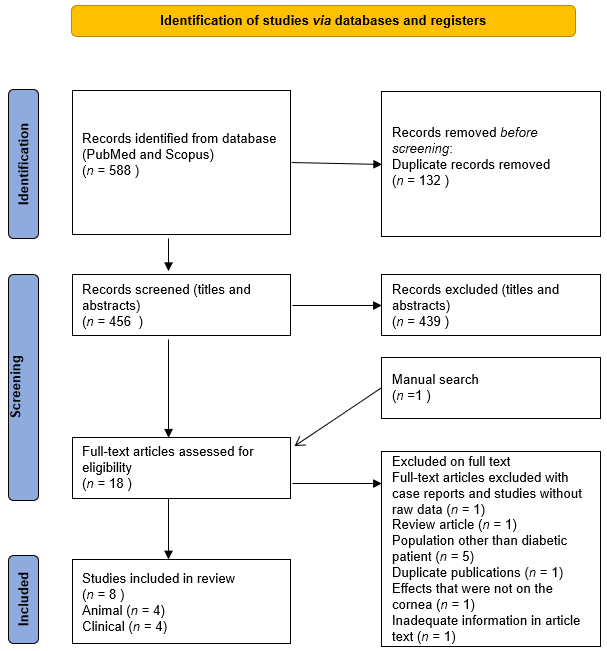 Identification of studies via databases and registers
Identification
Records identified from database
(PubMed and Scopus)
(n = 588 )
Records removed before
screening:
Duplicate records removed
(n = 132 )
Screening
Records screened (titles and
abstracts)
(n = 456 )
Records excluded (titles and
abstracts)
(n = 439 )
Manual search
(n =1 )
Full-text articles assessed for
eligibility
(n = 18 )
Excluded on full text
Full-text articles excluded with
case reports and studies without
raw data (n = 1)
Review article (n = 1)
Population other than diabetic
patient (n = 5)
Duplicate publications (n = 1)
Effects that were not on the
cornea (n = 1)
Inadequate information in article
text (n = 1)
Included
Studies included in review
(n = 8 )
Animal (n = 4)
Clinical (n = 4)